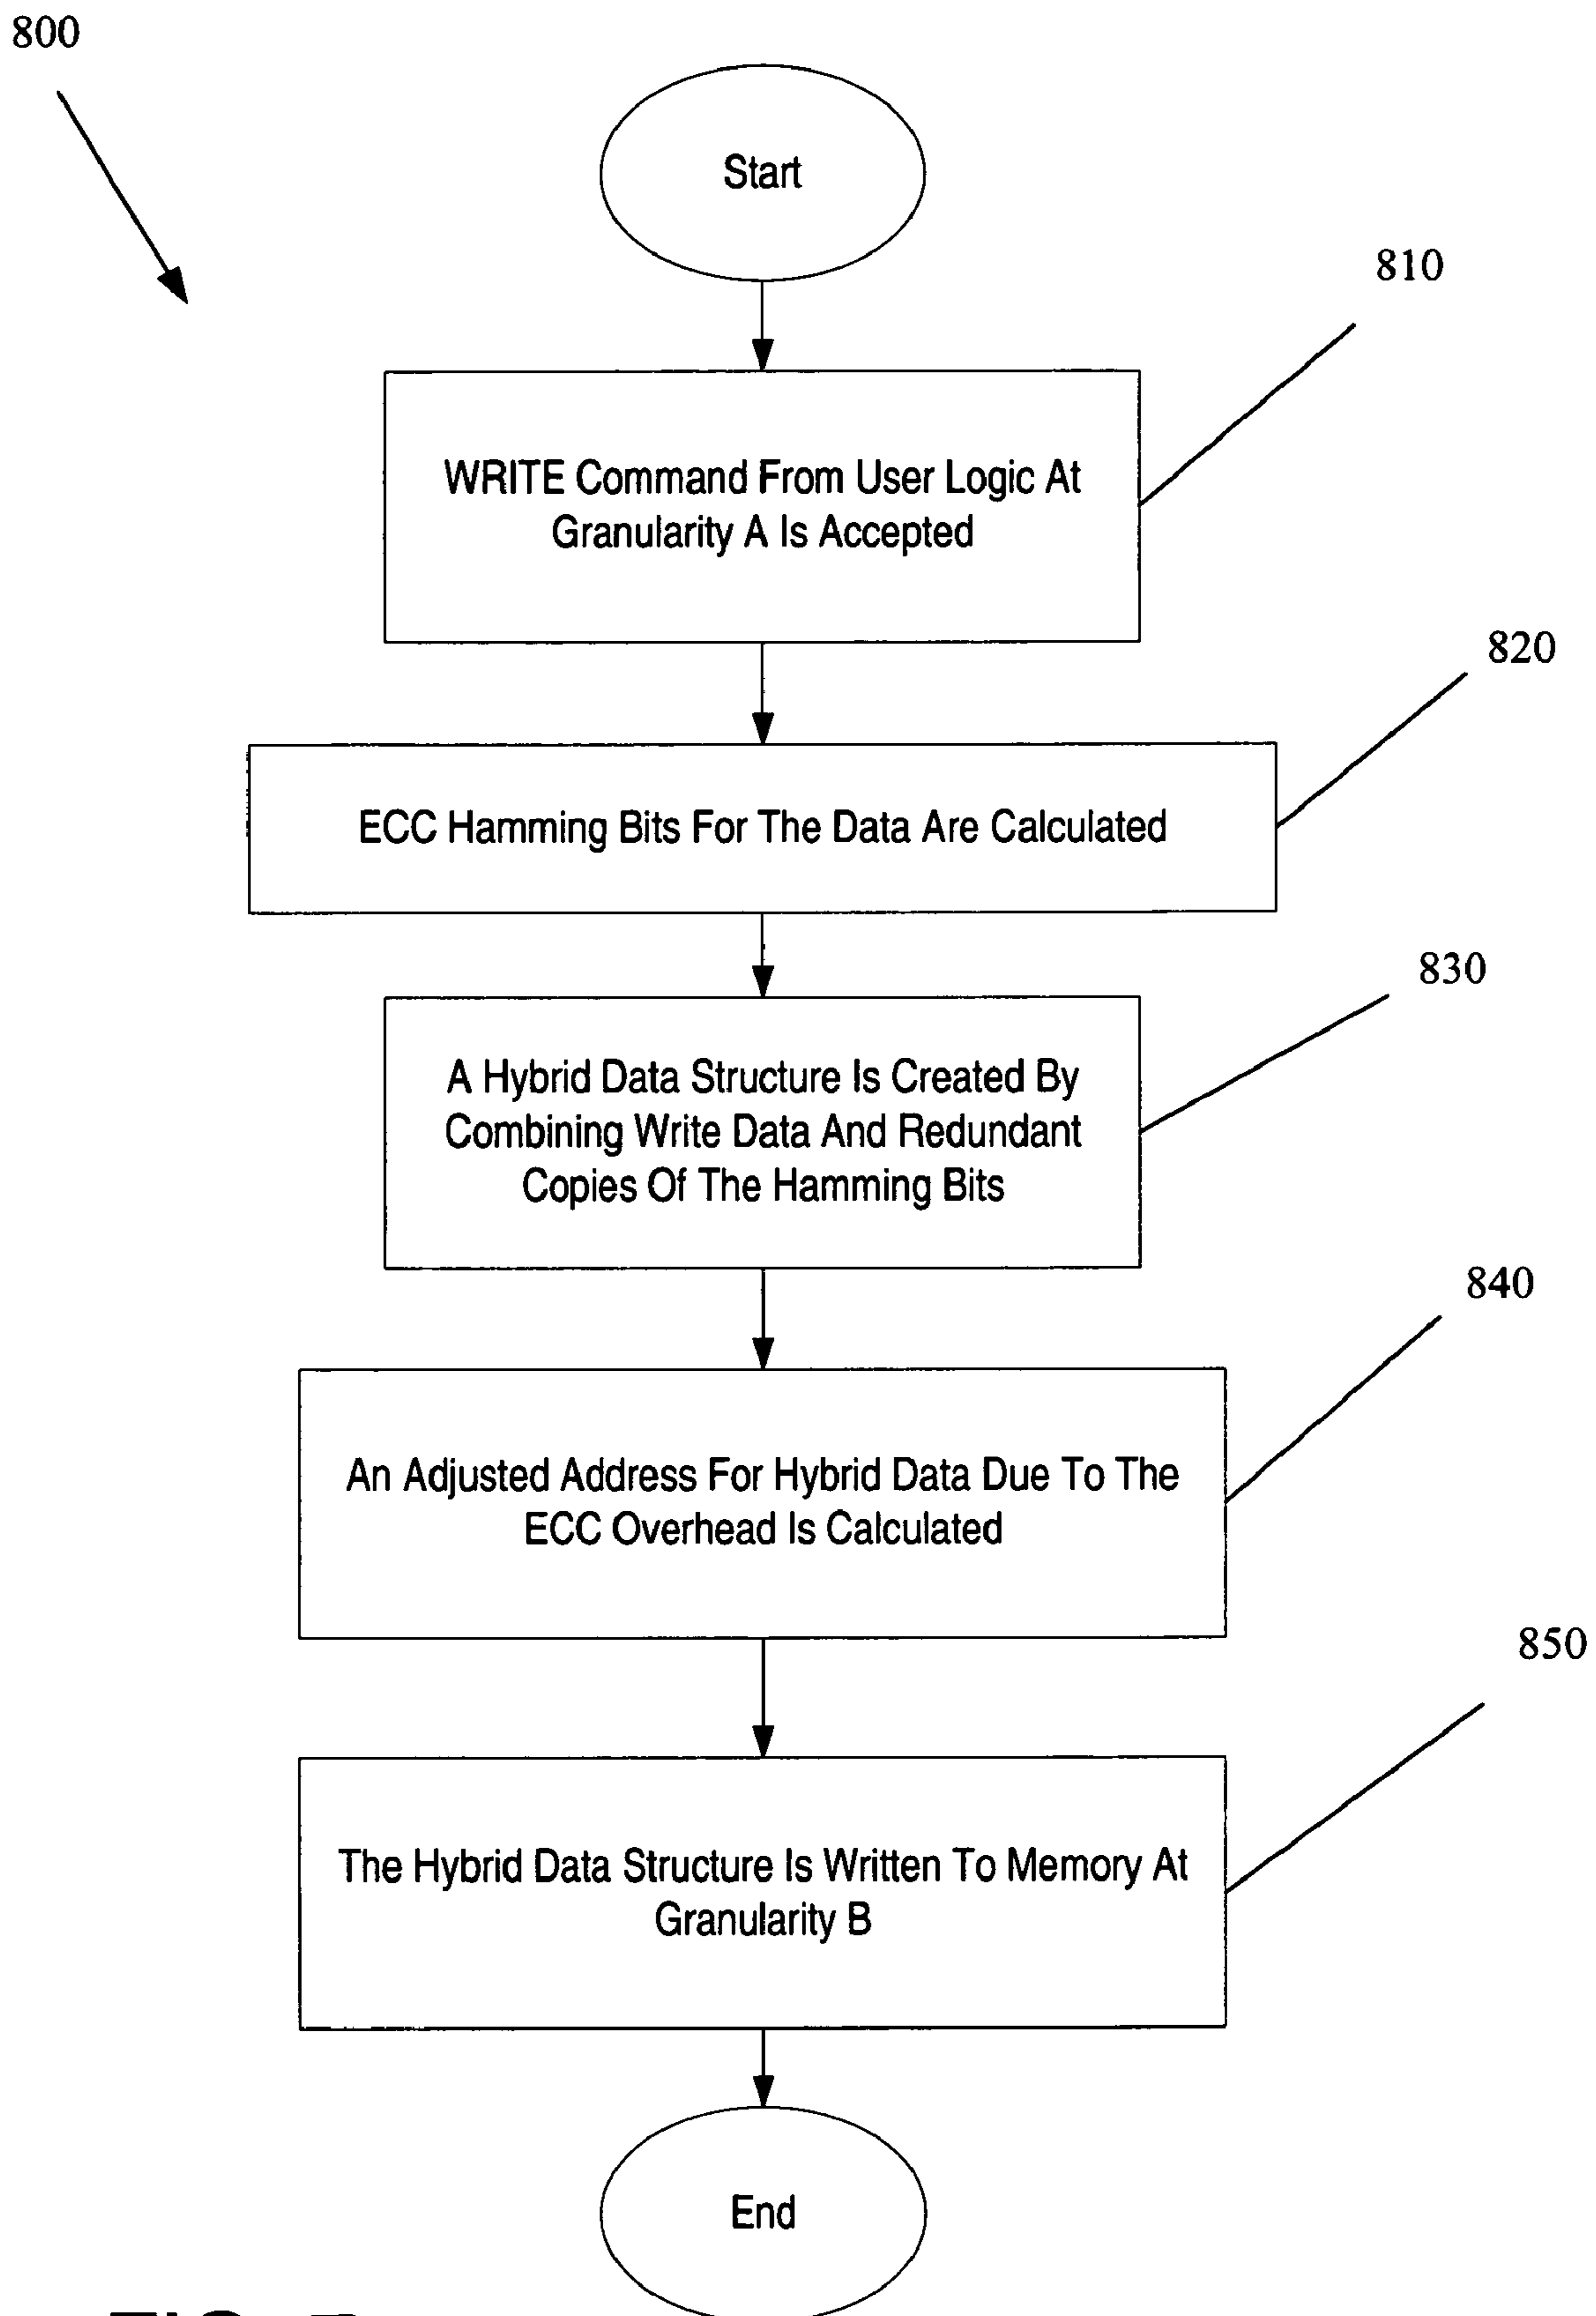 800
Start
810
WRITE Command From User Logic At
Granularity A Is Accepted
820
ECC Hamming Bits For The Data Are Calculated
830
A Hybrid Data Structure Is Created By
Combining Write Data And Redundant
Copies Of The Hamming Bits
840
An Adjusted Address For Hybrid Data Due To The
ECC Overhead Is Calculated
850
The Hybrid Data Structure Is Written To Memory At
Granularity B
End